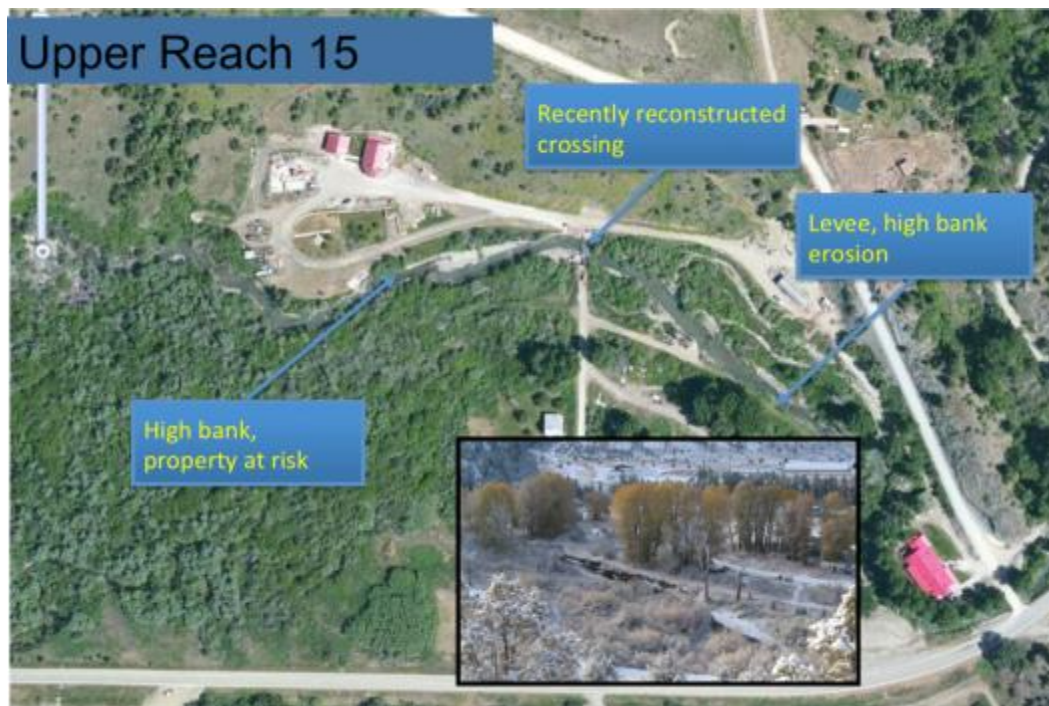 Upper Reach 15
Recently reconstructed
crossing
Levee, high bank
erosion
High bank,
property at risk